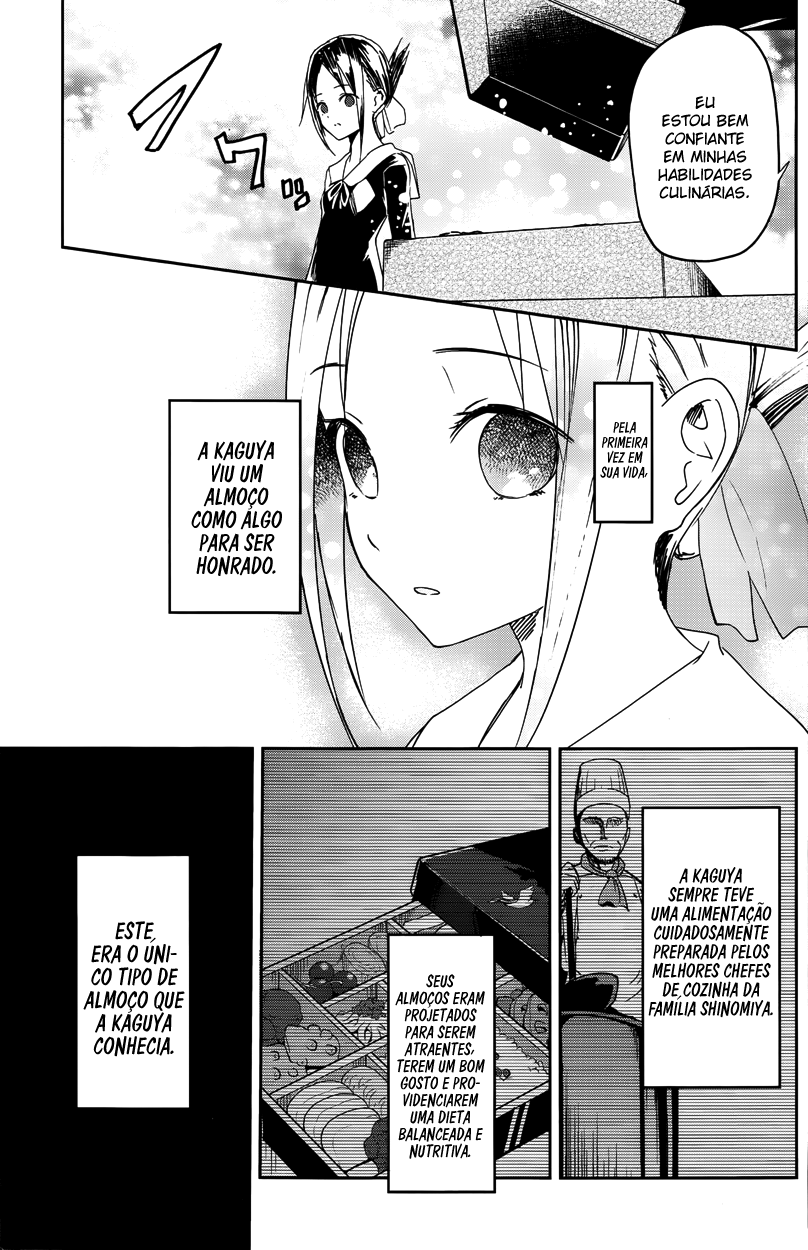 EU
ESTOU BEM
CONFIANTE
EM MINHAS
HABILIDADES
CULINÁRIAS.
PELA
PRIMEIRA
VEZ EM
SUA VIDA,
A KAGUYA
VIU UM
ALMOÇO
COMO ALGO
PARA SER
HONRADO.
A KAGUYA
SEMPRE TEVE
UMA ALIMENTAÇÃO
CUIDADOSAMENTE
PREPARADA PELOS
MELHORES CHEFES
DE COZINHA DA
FAMÍLIA SHINOMIYA.
SEUS
ALMOÇOS ERAM
PROJETADOS
PARA SEREM
ATRAENTES,
TEREM UM BOM
GOSTO E PRO-
VIDENCIAREM
UMA DIETA
BALANCEADA E
NUTRITIVA.
ESTE,
ERA O ÚNI-
CO TIPO DE
ALMOÇO QUE
A KAGUYA
CONHECIA.